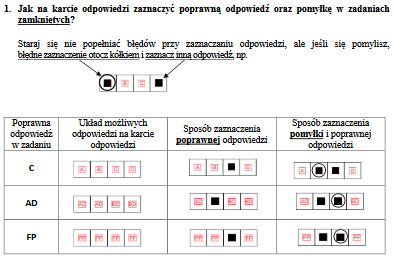 1. Jak na karcie odpowiedzi zaznaczyć poprawną odpowiedź oraz pomyłkę w zadaniach
zamkniętych?
Staraj się nie popełniać błędów przy zaznaczaniu odpowiedzi, ale jeśli się pomylisz,
błędne zaznaczenie otocz kółkiem i zaznacz inną odpowiedź, np.
B C
Poprawna odpowiedź w zadaniu
Układ możliwych odpowiedzi na karcie odpowiedzi
Sposób zaznaczenia poprawnej odpowiedzi
Sposób zaznaczenia pomyłki i poprawnej odpowiedzi
C
A B C D
A B D
A D
AD
AC AD BC BD
AC BC BD
AC BD
FP
PP PF FP FF
PP PF FF
PP FF